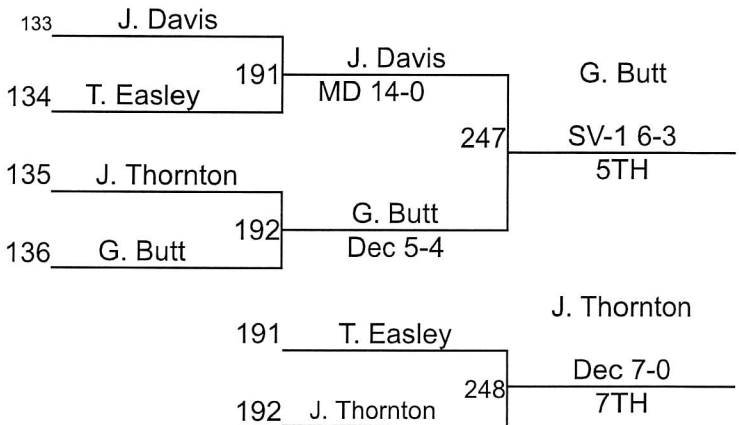 133 J. Davis
191 J. Davis
MD 14-0
134 T. Easley
G. Butt
247 SV-1 6-3
5TH
135 J. Thornton
192 G. Butt
Dec 5-4
136 G. Butt
J. Thornton
191 T. Easley
248 Dec 7-0
7TH
192 J. Thornton